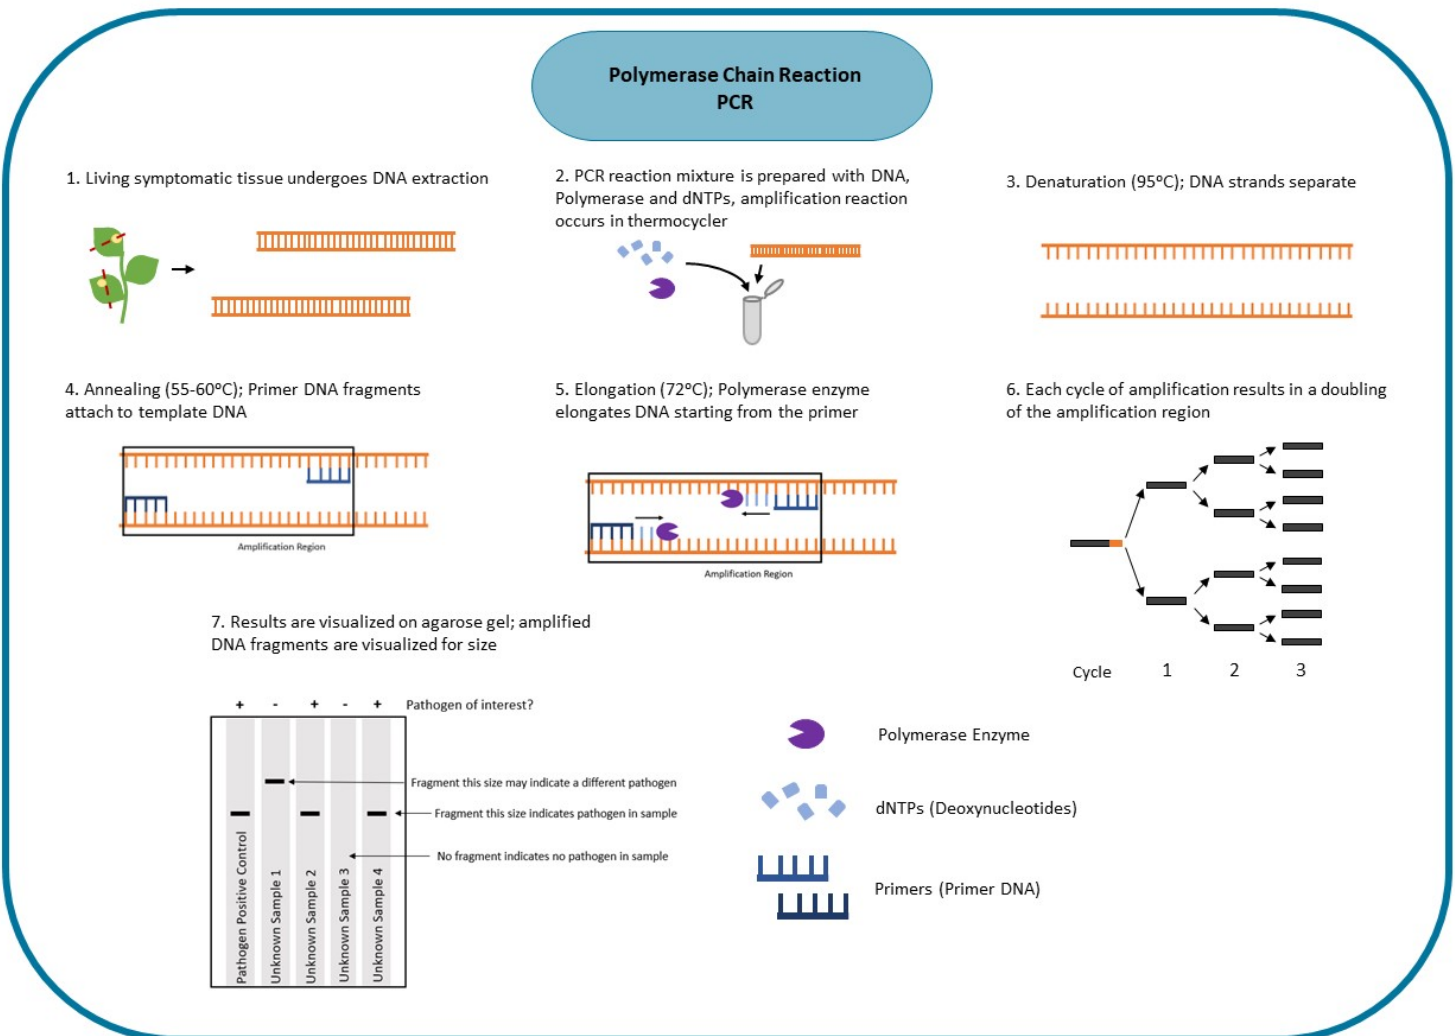 Polymerase Chain Reaction
PCR
1. Living symptomatic tissue undergoes DNA extraction
2. PCR reaction mixture is prepared with DNA,
Polymerase and dNTPs, amplification reaction
occurs in thermocycler
3. Denaturation (95ºC); DNA strands separate
4. Annealing (55-60ºC); Primer DNA fragments
attach to template DNA
Amplification Region
5. Elongation (72ºC); Polymerase enzyme
elongates DNA starting from the primer
Amplification Region
6. Each cycle of amplification results in a doubling
of the amplification region
Cycle 1 2 3
7. Results are visualized on agarose gel; amplified
DNA fragments are visualized for size
+ - + - + Pathogen of interest?
Fragment this size may indicate a different pathogen
Fragment this size indicates pathogen in sample
No fragment indicates no pathogen in sample
Pathogen Positive Control
Unknown Sample 1
Unknown Sample 2
Unknown Sample 3
Unknown Sample 4
Polymerase Enzyme
dNTPs (Deoxynucleotides)
Primers (Primer DNA)